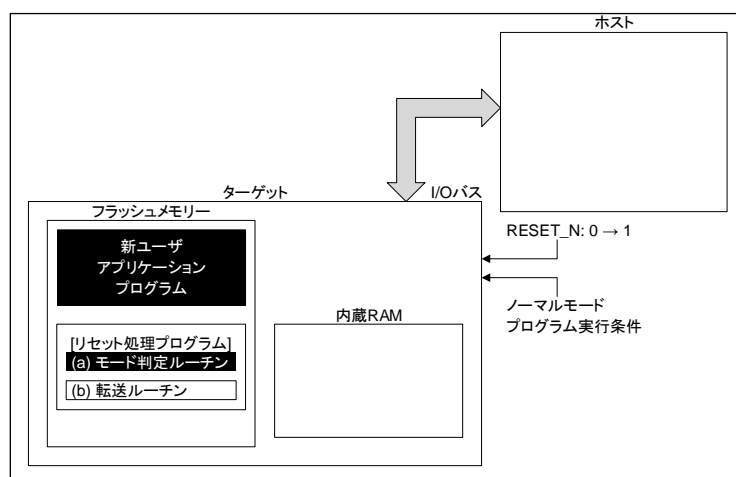 ホスト
ターゲット
I/Oバス
フラッシュメモリー
新ユーザ
アプリケーション
プログラム
RESET_N: 0 → 1
ノーマルモード
プログラム実行条件
内蔵RAM
[リセット処理プログラム]
(a) モード判定ルーチン
(b) 転送ルーチン